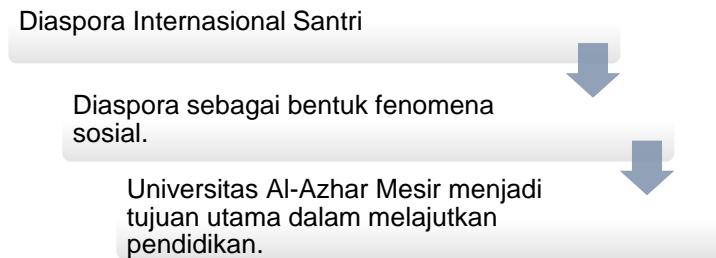 Diaspora Internasional Santri
Diaspora sebagai bentuk fenomena
sosial.
Universitas Al-Azhar Mesir menjadi
tujuan utama dalam melajutkan
pendidikan.